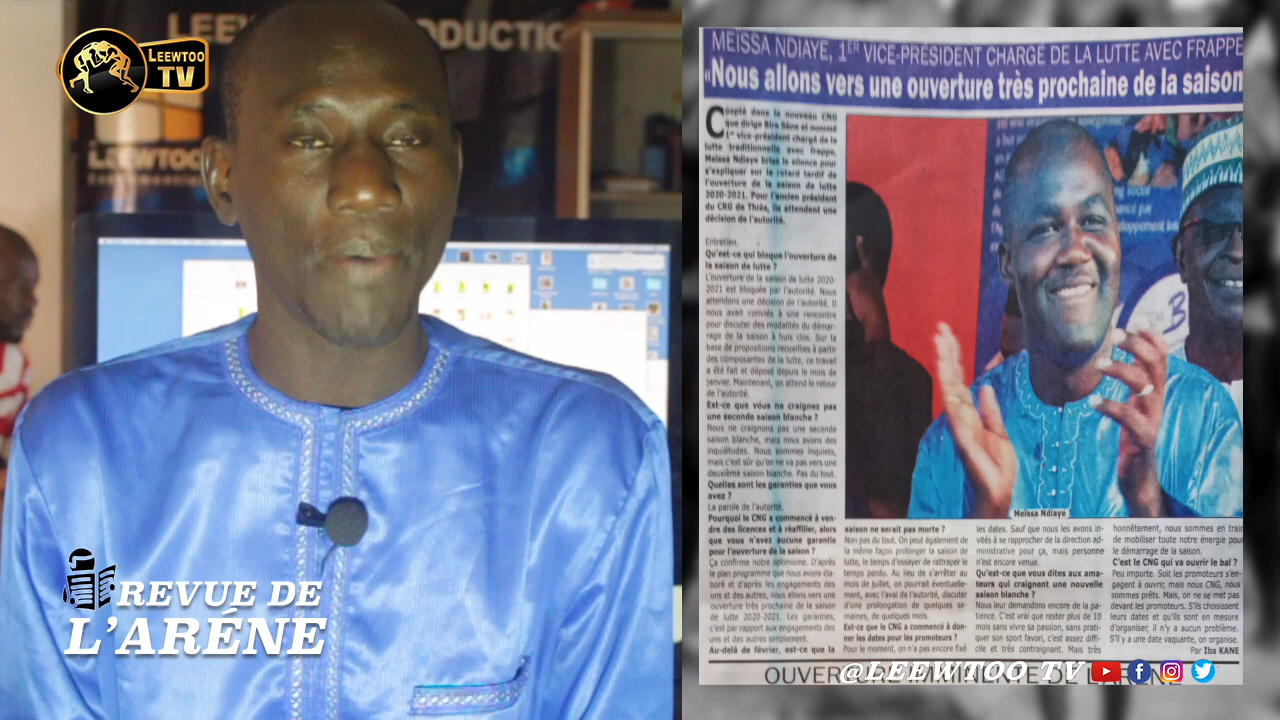 LEEWTOO
TV
REVUE DE
L'ARÉNE
MEÏSSA NDIAYE, 1ER VICE-PRÉSIDENT CHARGÉ DE LA LUTTE AVEC FRAPPE
«Nous allons vers une ouverture très prochaine de la saison
Coopté dans le nouveau CNG
que dirige Bira Sène et nommé
1er vice-président chargé de la
lutte traditionnelle avec frappe,
Meïssa Ndiaye brise le silence pour
s'expliquer sur le retard tardif de
l'ouverture de la saison de lutte
2020-2021. Pour l'ancien président
du CRG de Thiès, ils attendent une
décision de l'autorité.
Entretien.
Qu'est-ce qui bloque l'ouverture de
la saison de lutte ?
L'ouverture de la saison de lutte 2020-
2021 est bloquée par l'autorité. Nous
attendons une décision de l'autorité. Il
nous avait conviés à une rencontre
pour discuter des modalités du démar-
rage de la saison à huis clos. Sur la
base de propositions recueillies à partir
des composantes de la lutte, ce travail
a été fait et déposé depuis le mois de
janvier. Maintenant, on attend le retour
de l'autorité.
Est-ce que vous ne craignez pas
une seconde saison blanche ?
Nous ne craignons pas une seconde
saison blanche, mais nous avons des
inquiétudes. Nous sommes inquiets,
mais c'est sûr qu'on ne va pas vers une
deuxième saison blanche. Pas du tout.
Quelles sont les garanties que vous
avez ?
La parole de l'autorité.
Pourquoi le CNG a commencé à ven-
dre des licences et à réaffilier, alors
que vous n'avez aucune garantie
pour l'ouverture de la saison ?
Ça confirme notre optimisme. D'après
le plan programme que nous avons éla-
boré et d'après les engagements des
uns et des autres, nous allons vers une
ouverture très prochaine de la saison
de lutte 2020-2021. Les garanties,
c'est par rapport aux engagements des
uns et des autres simplement.
Au-delà de février, est-ce que la
saison ne serait pas morte ?
Non pas du tout. On peut également de
la même façon prolonger la saison de
lutte, le temps d'essayer de rattraper le
temps perdu. Au lieu de s'arrêter au
mois de juillet, on pourrait éventuelle-
ment, avec l'aval de l'autorité, discuter
d'une prolongation de quelques se-
maines, de quelques mois.
Est-ce que le CNG a commencé à don-
ner les dates pour les promoteurs ?
Pour le moment, on n'a pas encore fixé
les dates. Sauf que nous les avons in-
vités à se rapprocher de la direction ad-
ministrative pour ça, mais personne
n'est encore venue.
Qu'est-ce que vous dites aux ama-
teurs qui craignent une nouvelle
saison blanche ?
Nous leur demandons encore de la pa-
tience. C'est vrai que rester plus de 10
mois sans vivre sa passion, sans prati-
quer son sport favori, c'est assez diffi-
cile et très contraignant. Mais très
honnêtement, nous sommes en train
de mobiliser toute notre énergie pour
le démarrage de la saison.
C'est le CNG qui va ouvrir le bal ?
Peu importe. Soit les promoteurs s'en-
gagent à ouvrir, mais nous CNG, nous
sommes prêts. Mais, on ne se met pas
devant les promoteurs. S'ils choisissent
leurs dates et qu'ils sont en mesure
d'organiser, il n'y a aucun problème.
S'il y a une date vaquante, on organise.
Par Iba KANE
Meïssa Ndiaye
OUVERTURE IMMINENTE DE L'ARÈNE
@LEEWTOO TV